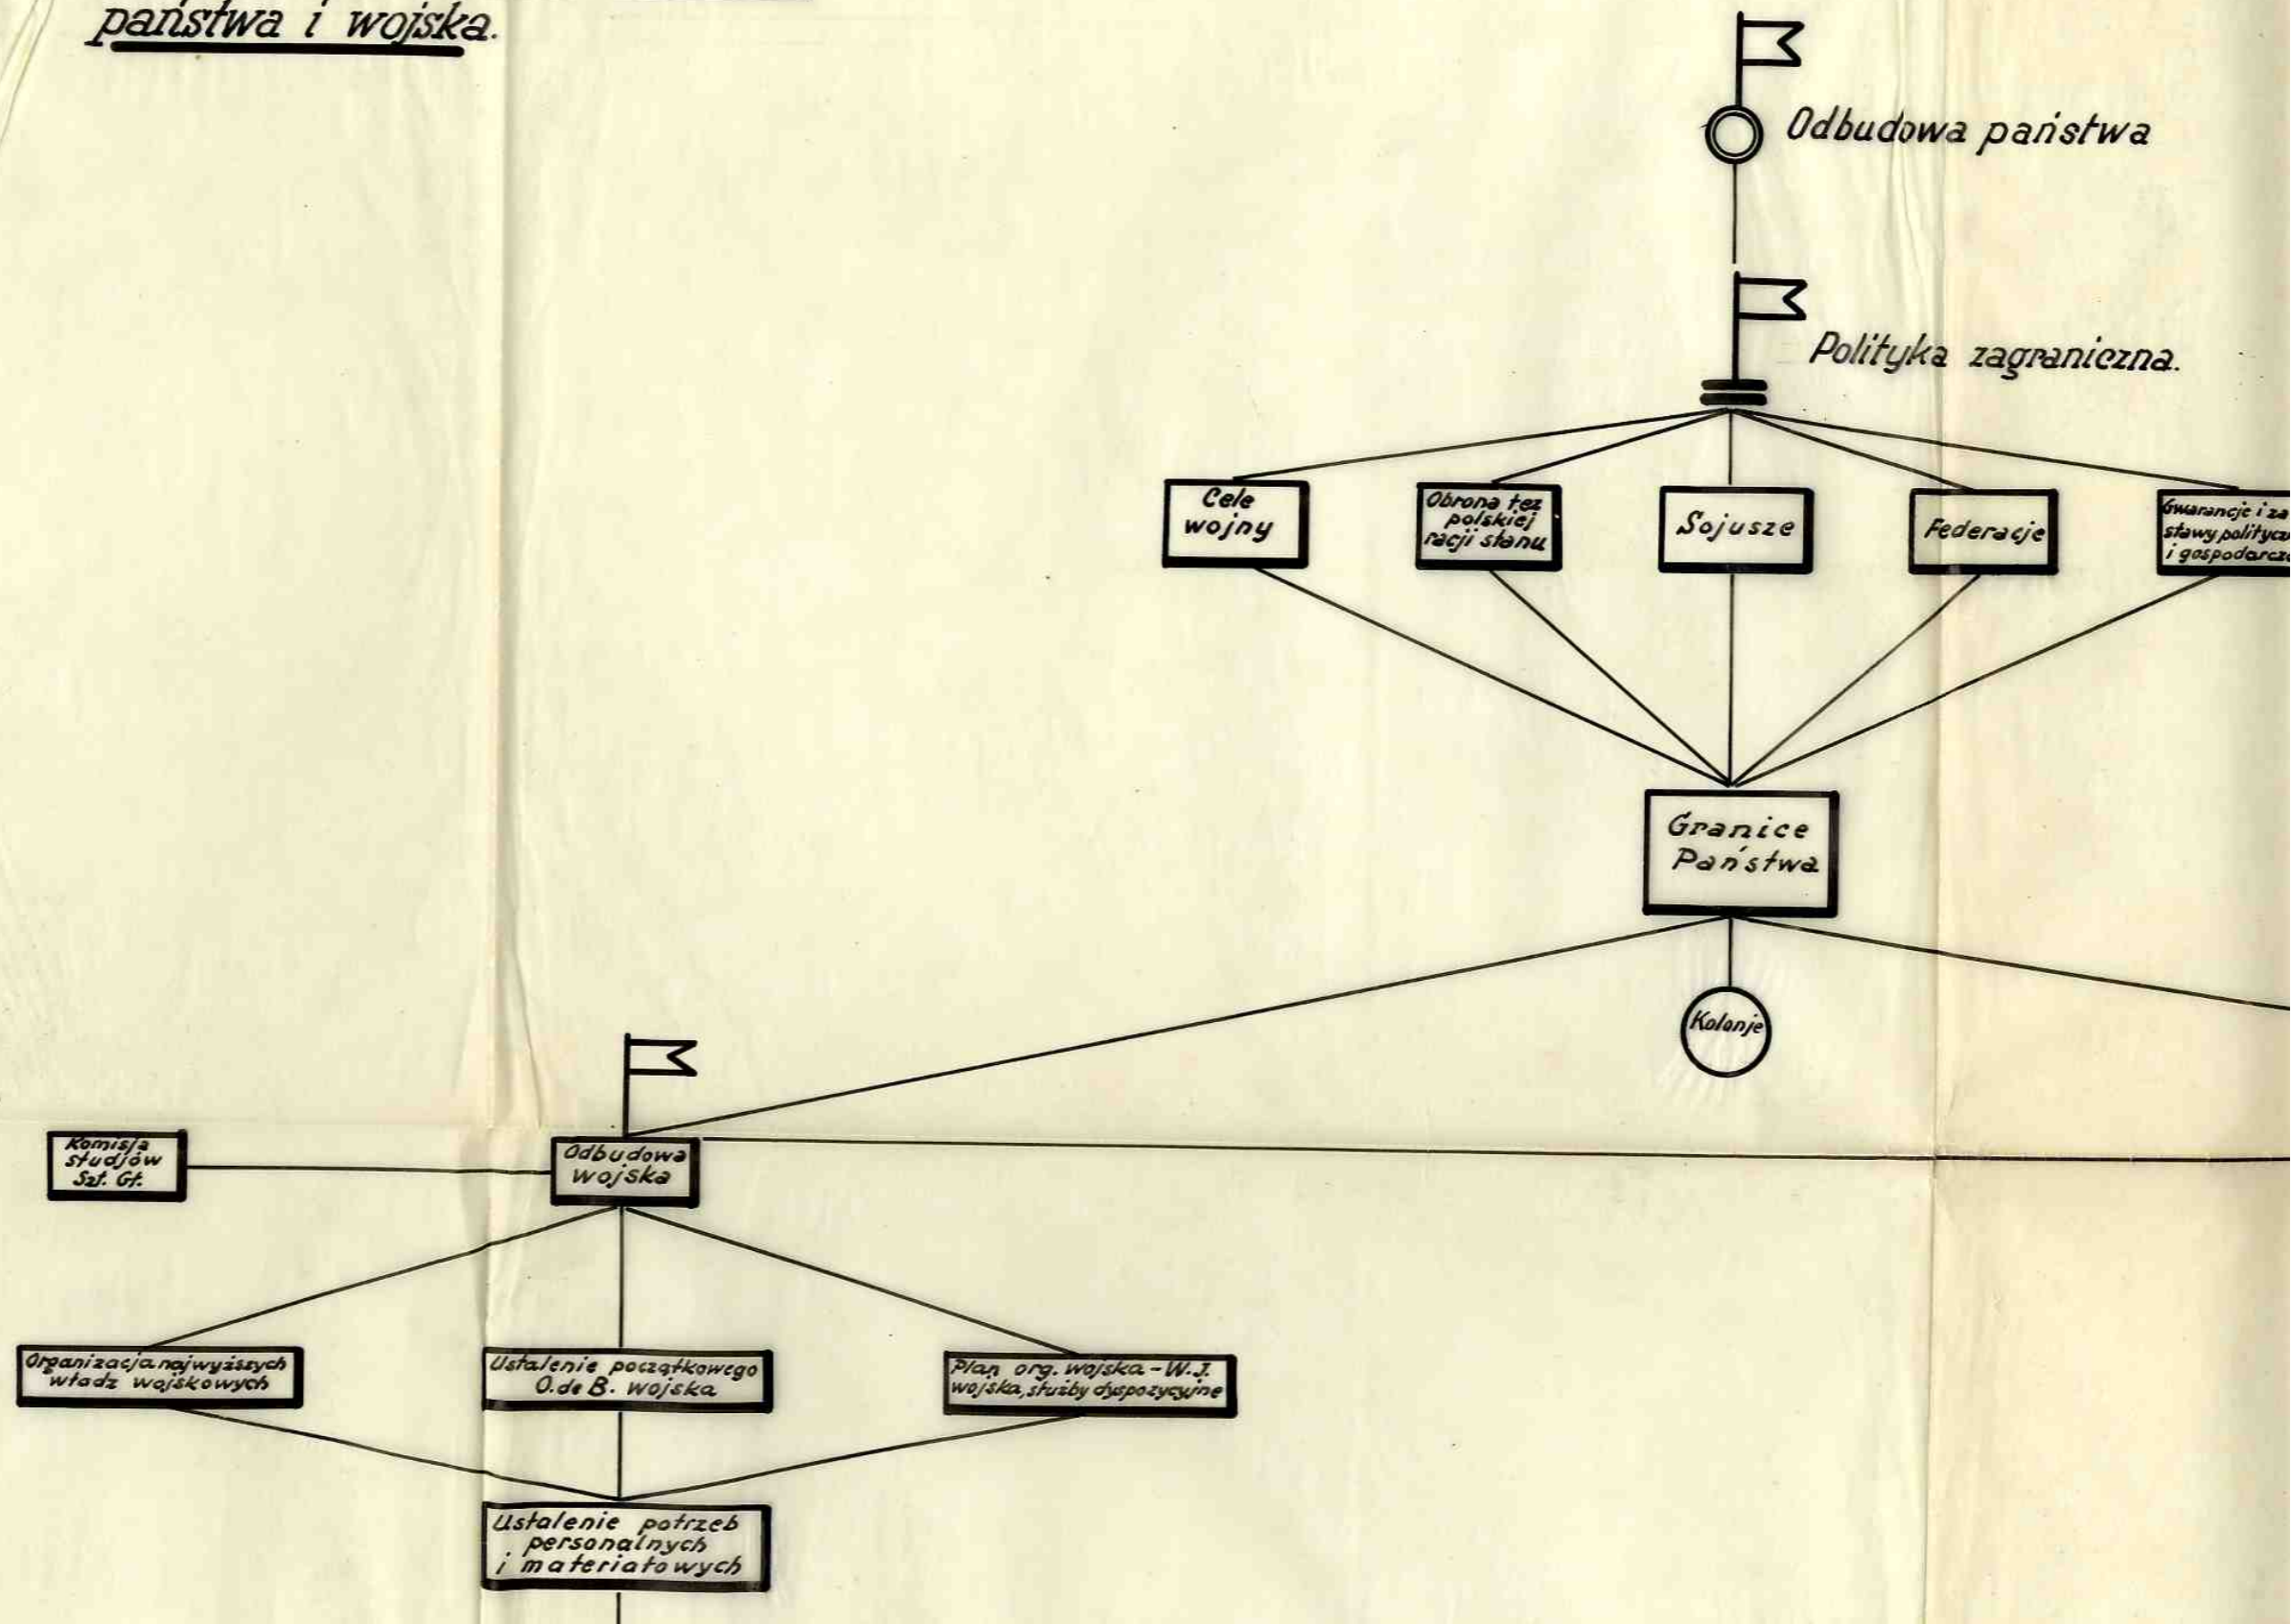 państwa i wojska.
Odbudowa państwa
Polityka zagraniczna.
Cele
wojny
Obrona tez
polskiej
racji stanu
Sojusze
Federacje
Gwarancje i za
stawy polityczn
i gospodarcze
Granice
Państwa
Kolonje
Komisja
studjów
Szt. Gł.
Odbudowa
wojska
Organizacja najwyższych
władz wojskowych
Ustalenie początkowego
O. de B. wojska
Plan org. wojska - W.J.
wojska, służby dyspozycyjne
Ustalenie potrzeb
personalnych
i materiałowych